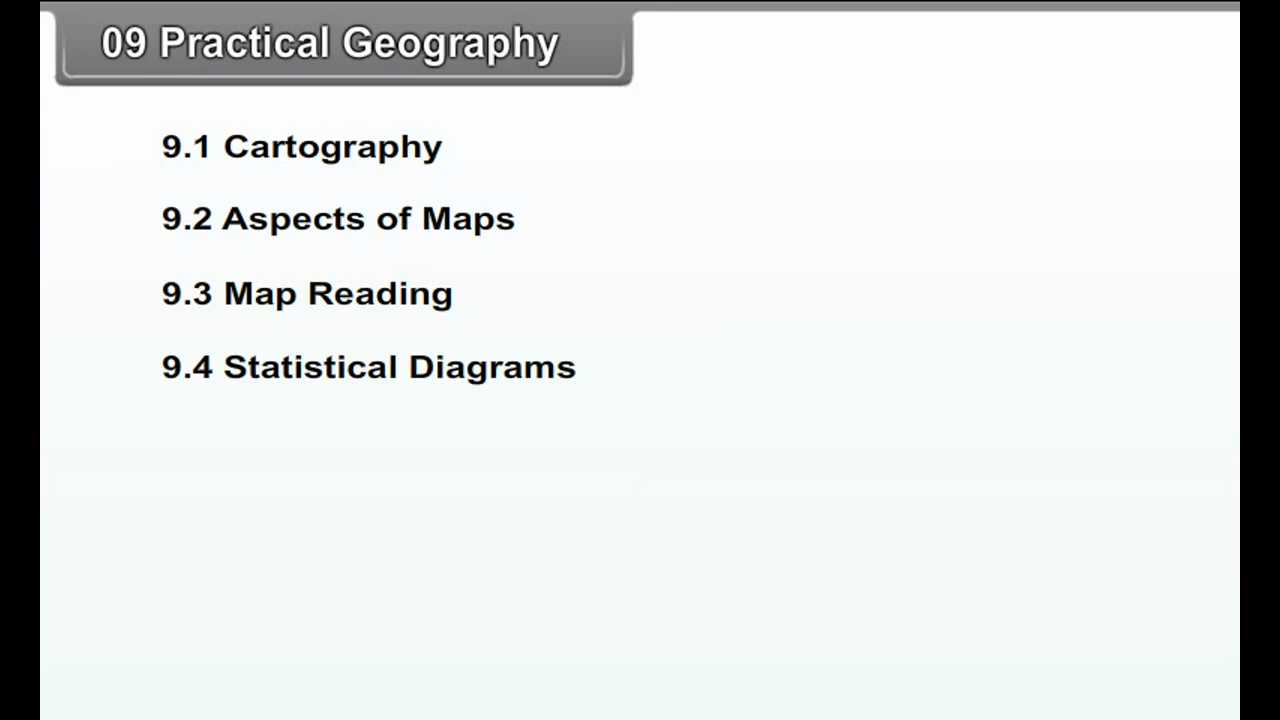 09 Practical Geography
9.1 Cartography
9.2 Aspects of Maps
9.3 Map Reading
9.4 Statistical Diagrams